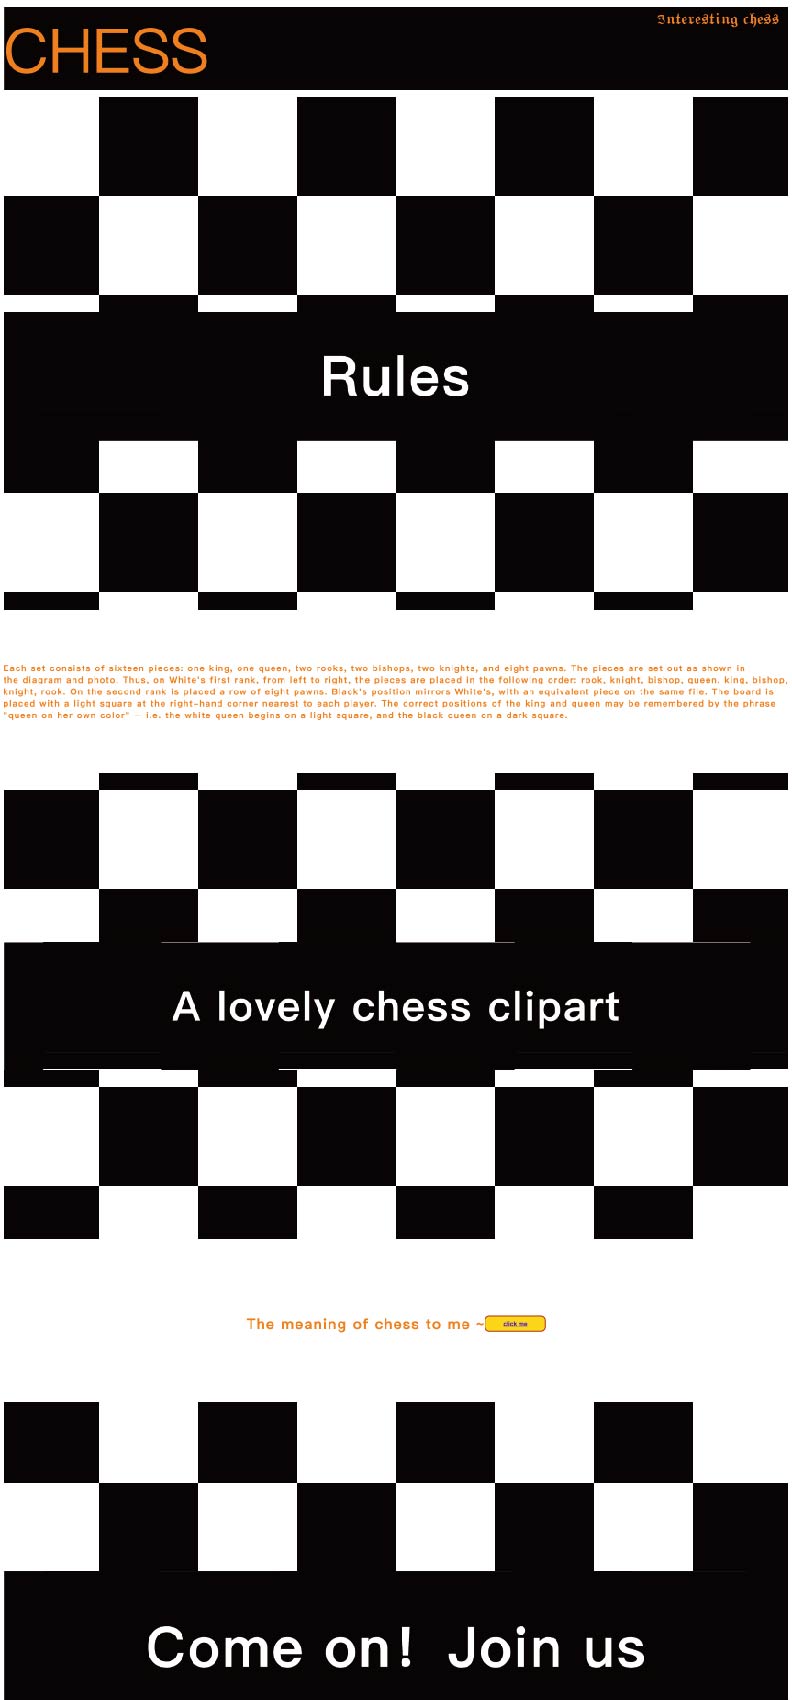 Interesting chess
CHESS
Rules
Each set consists of sixteen pieces: one king, one queen, two rooks, two bishops, two knights, and eight pawns. The pieces are set out as shown in
the diagram and photo. Thus, on White's first rank, from left to right, the pieces are placed in the following order: rook, knight, bishop, queen, king, bishop,
knight, rook. On the second rank is placed a row of eight pawns. Black's position mirrors White's, with an equivalent piece on the same file. The board is
placed with a light square at the right-hand corner nearest to each player. The correct positions of the king and queen may be remembered by the phrase
"queen on her own color" - i.e. the white queen begins on a light square, and the black queen on a dark square.
A lovely chess clipart
The meaning of chess to me ~ click me
Come on! Join us